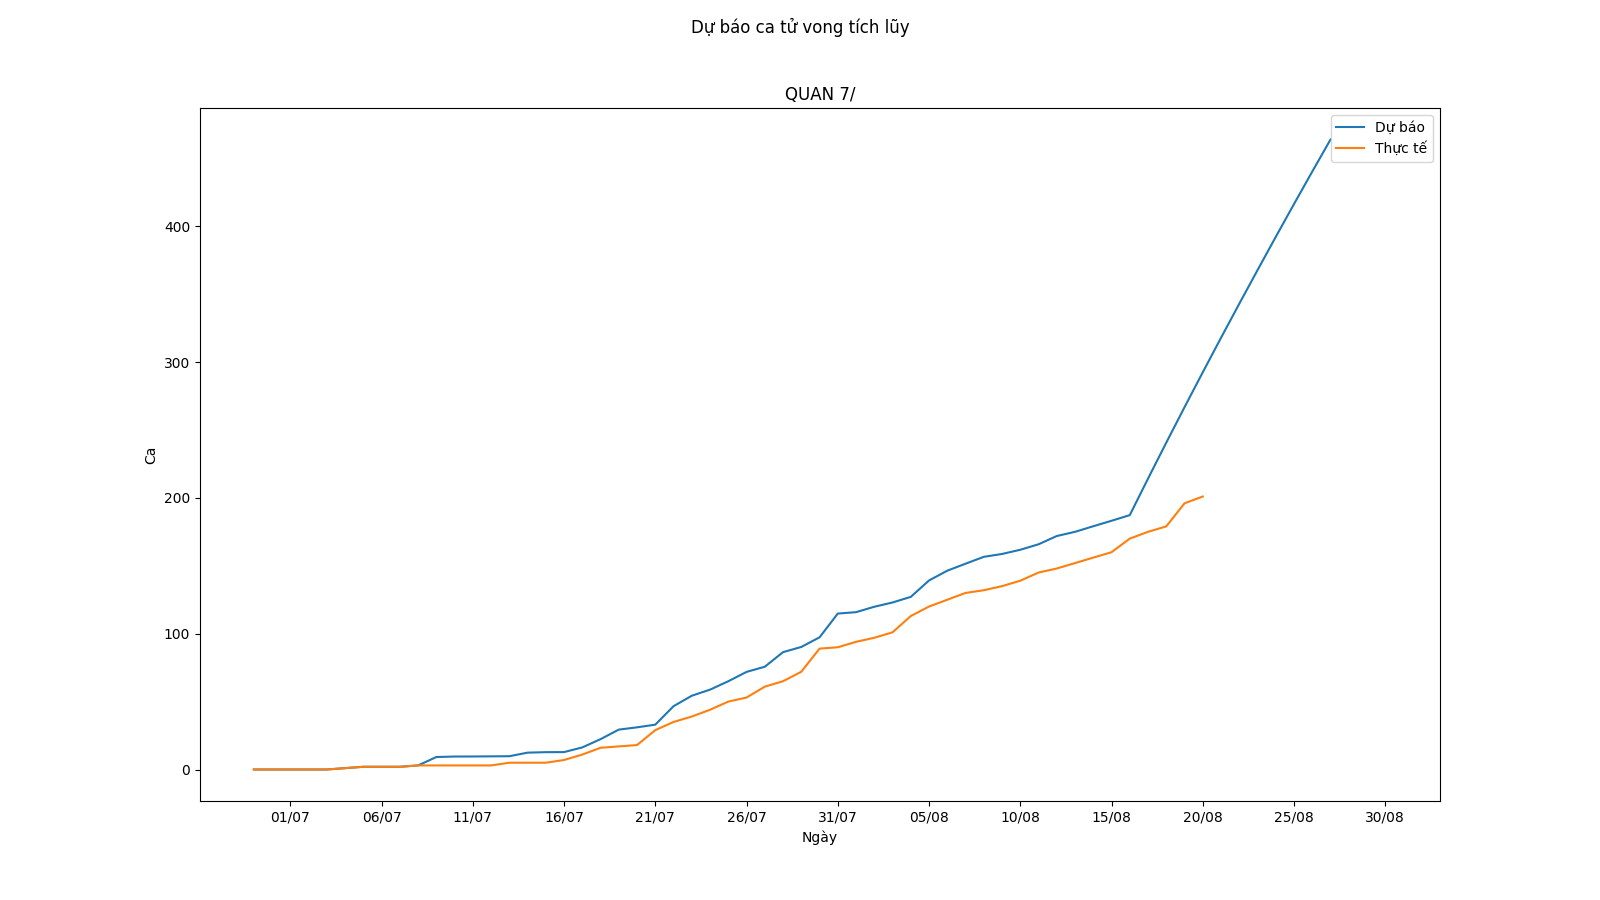 Dự báo ca tử vong tích lũy
QUAN 7/
Dự báo
Thực tế
400
300
200
100
0
Ca
01/07 06/07 11/07 16/07 21/07 26/07 31/07 05/08 10/08 15/08 20/08 25/08 30/08
Ngày